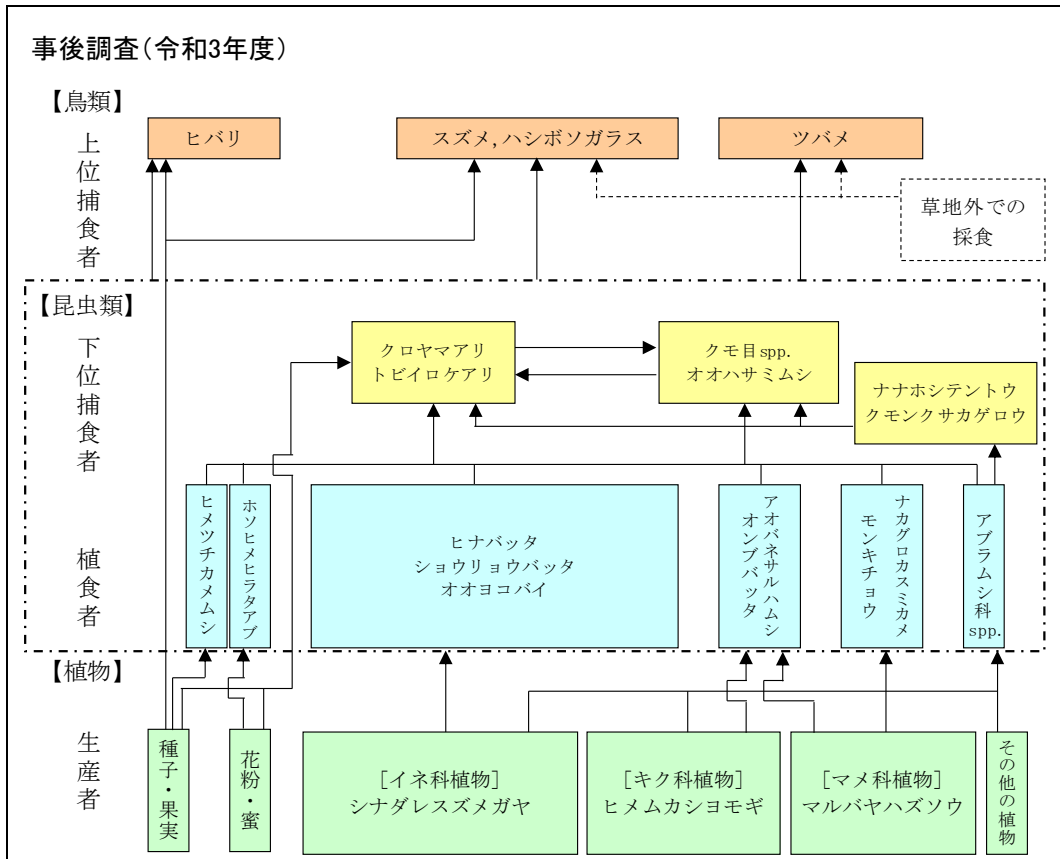 事後調査(令和3年度)
【鳥類】
上位捕食者
ヒバリ
スズメ,ハシボソガラス
ツバメ
草地外での
採食
【昆虫類】
下位捕食者
クロヤマアリ
トビイロケアリ
クモ目spp.
オオハサミムシ
ナナホシテントウ
クモンクサカゲロウ
植食者
ヒメツチカメムシ
ホソヒメヒラタアブ
ヒナバッタ
ショウリョウバッタ
オオヨコバイ
アオバネサルハムシ
オンブバッタ
ナカグロカスミカメ
モンキチョウ
アブラムシ科
spp.
【植物】
生産者
種子・果実
花粉・蜜
[イネ科植物]
シナダレスズメガヤ
[キク科植物]
ヒメムカシヨモギ
[マメ科植物]
マルバヤハズソウ
その他の植物